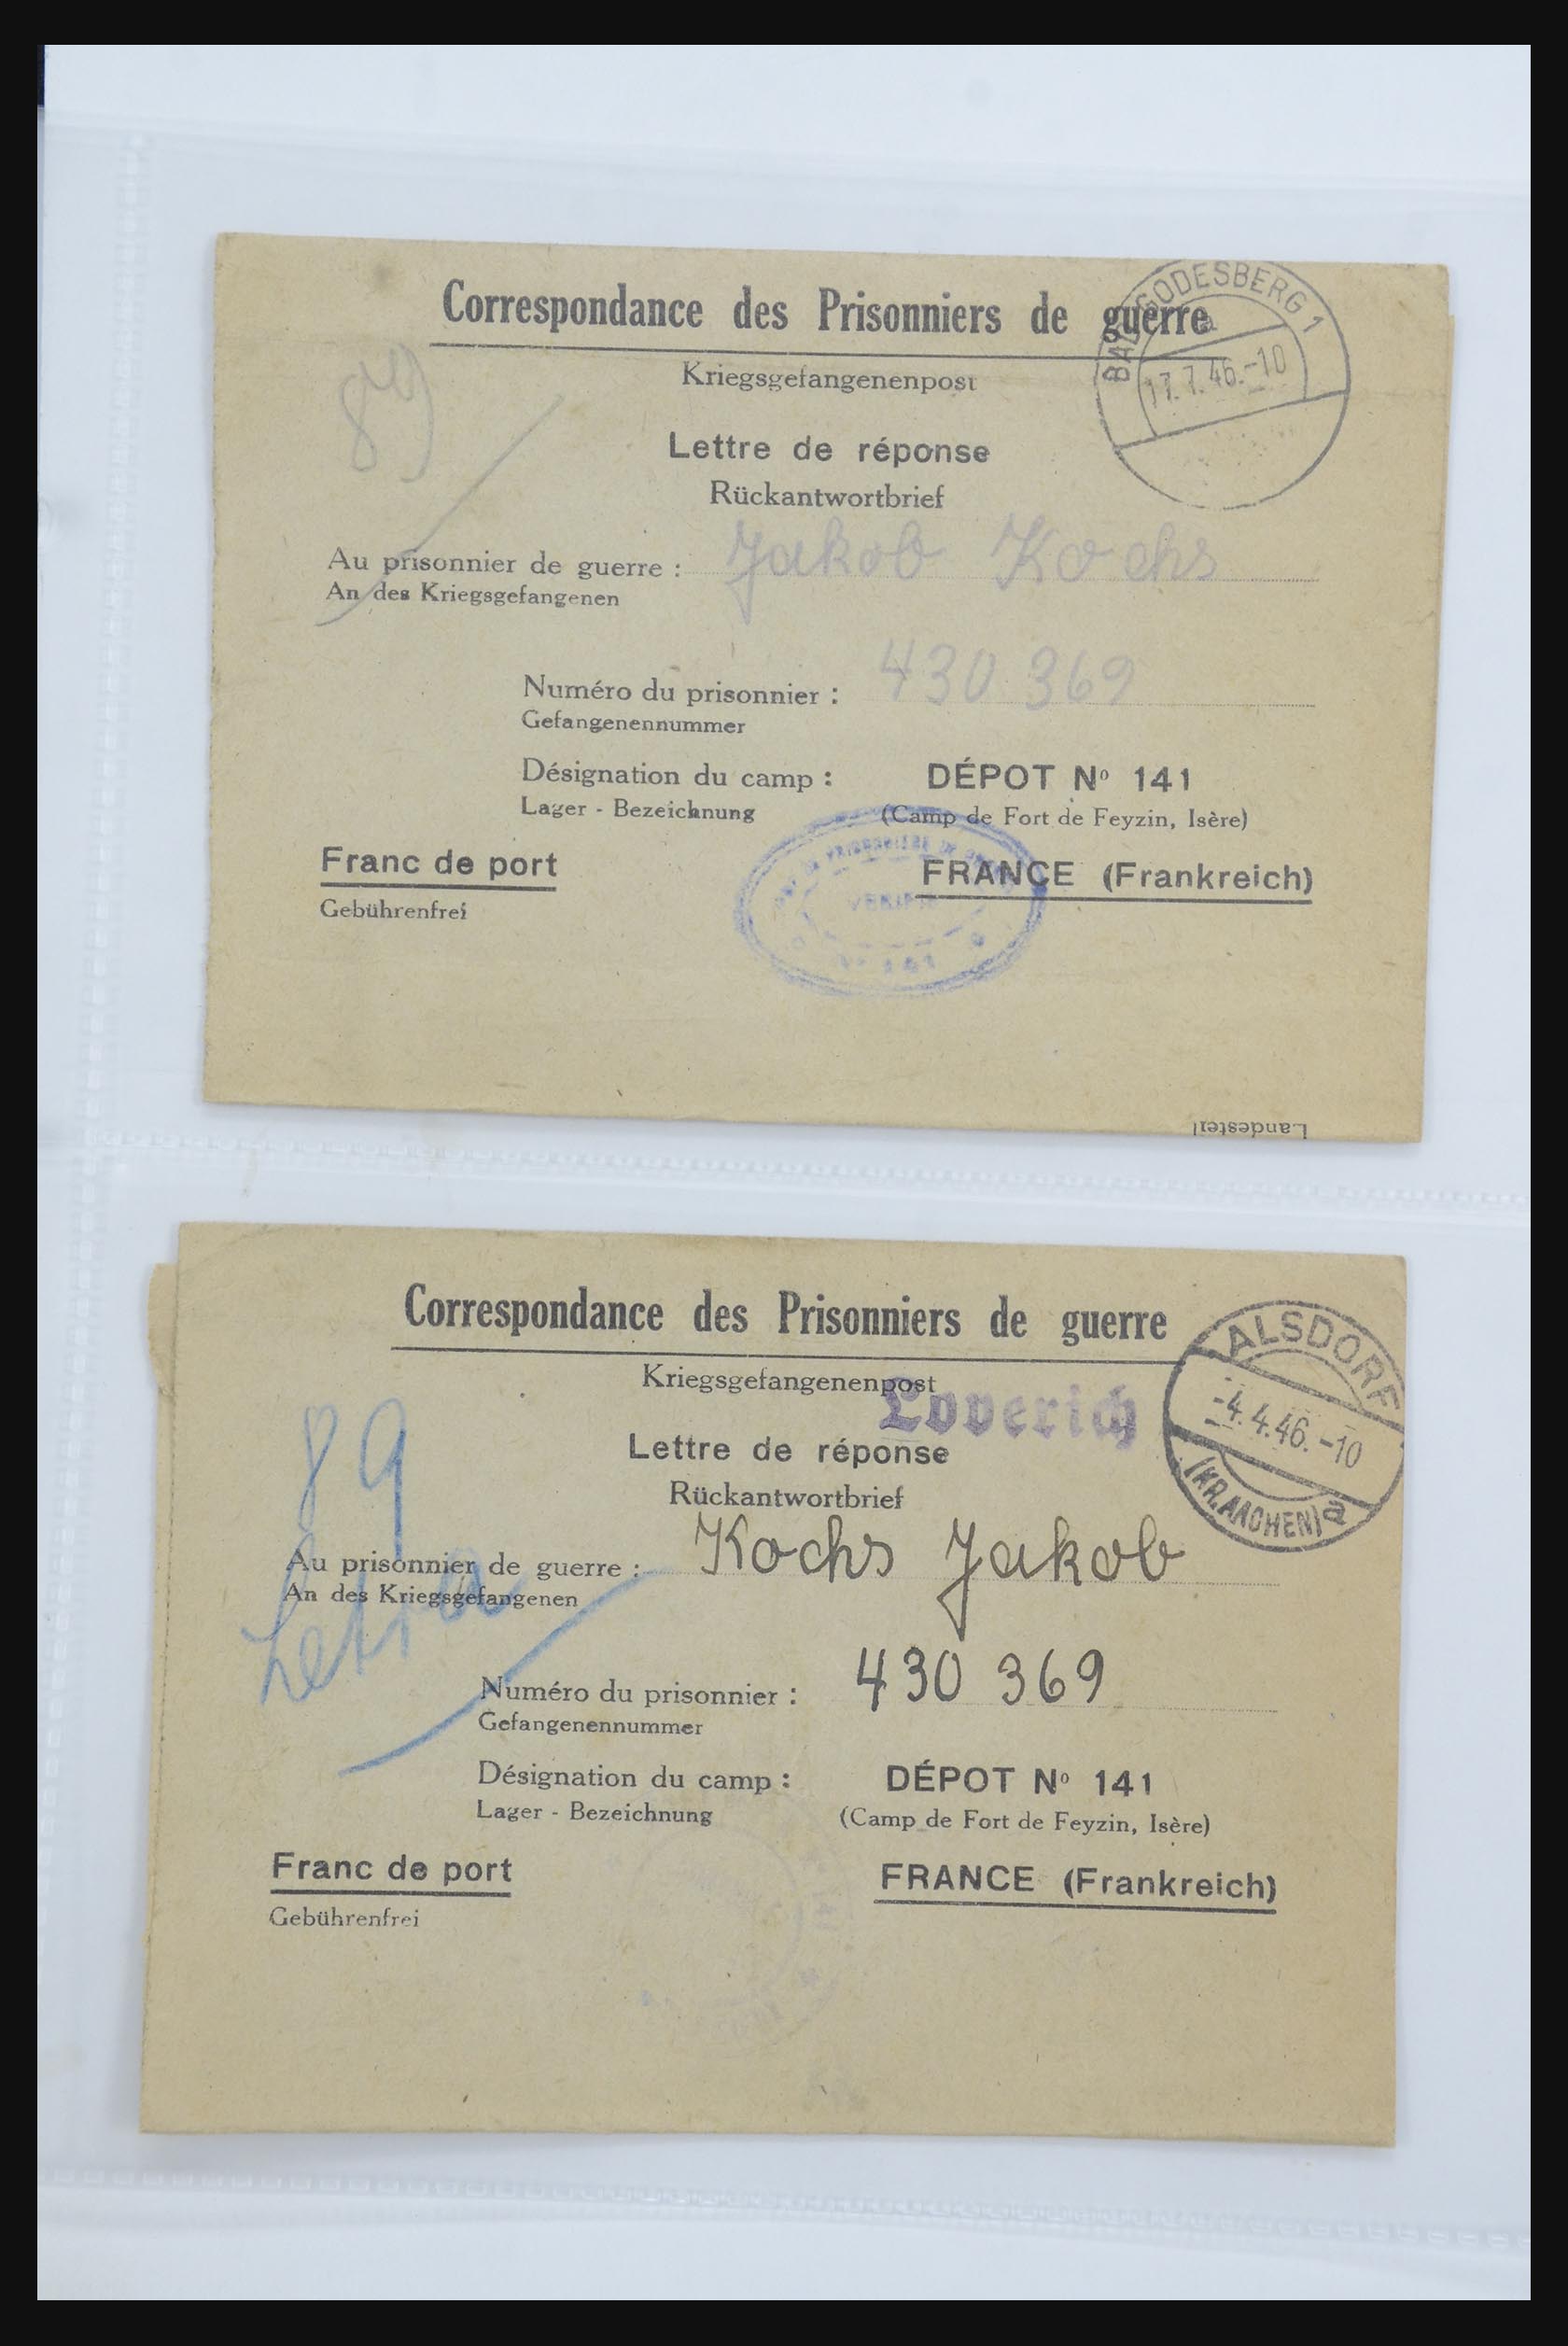 Correspondance des Prisonniers de guerre
BAD GODESBERG 1
17.7.46.-10
Kriegsgefangenenpost
89
Lettre de réponse
Rückantwortbrief
Au prisonnier de guerre : Jakob Kochs
An des Kriegsgefangenen
Numéro du prisonnier : 430 369
Gefangenennummer
Désignation du camp : DÉPOT Nº 141
Lager - Bezeichnung (Camp de Fort de Feyzin, Isère)
Franc de port FRANCE (Frankreich)
Gebührenfrei
VERIFIE
141
Landesteil
Correspondance des Prisonniers de guerre
ALSDORF
-4.4.46.-10
(KR.AACHEN) a
Kriegsgefangenenpost
Loverich
89
Lettre de réponse
Rückantwortbrief
Au prisonnier de guerre : Kochs Jakob
An des Kriegsgefangenen
Numéro du prisonnier : 430 369
Gefangenennummer
Désignation du camp : DÉPOT Nº 141
Lager - Bezeichnung (Camp de Fort de Feyzin, Isère)
Franc de port FRANCE (Frankreich)
Gebührenfrei